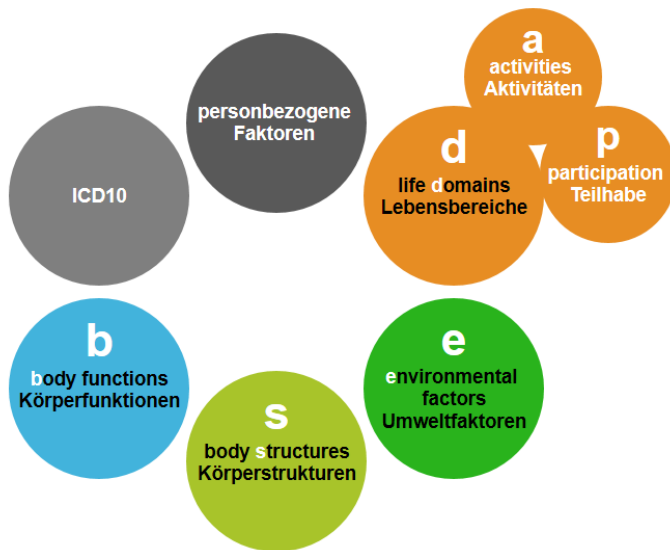 a
activities
Aktivitäten
personbezogene
Faktoren
p
participation
Teilhabe
d
life domains
Lebensbereiche
ICD10
b
body functions
Körperfunktionen
e
environmental
factors
Umweltfaktoren
s
body structures
Körperstrukturen